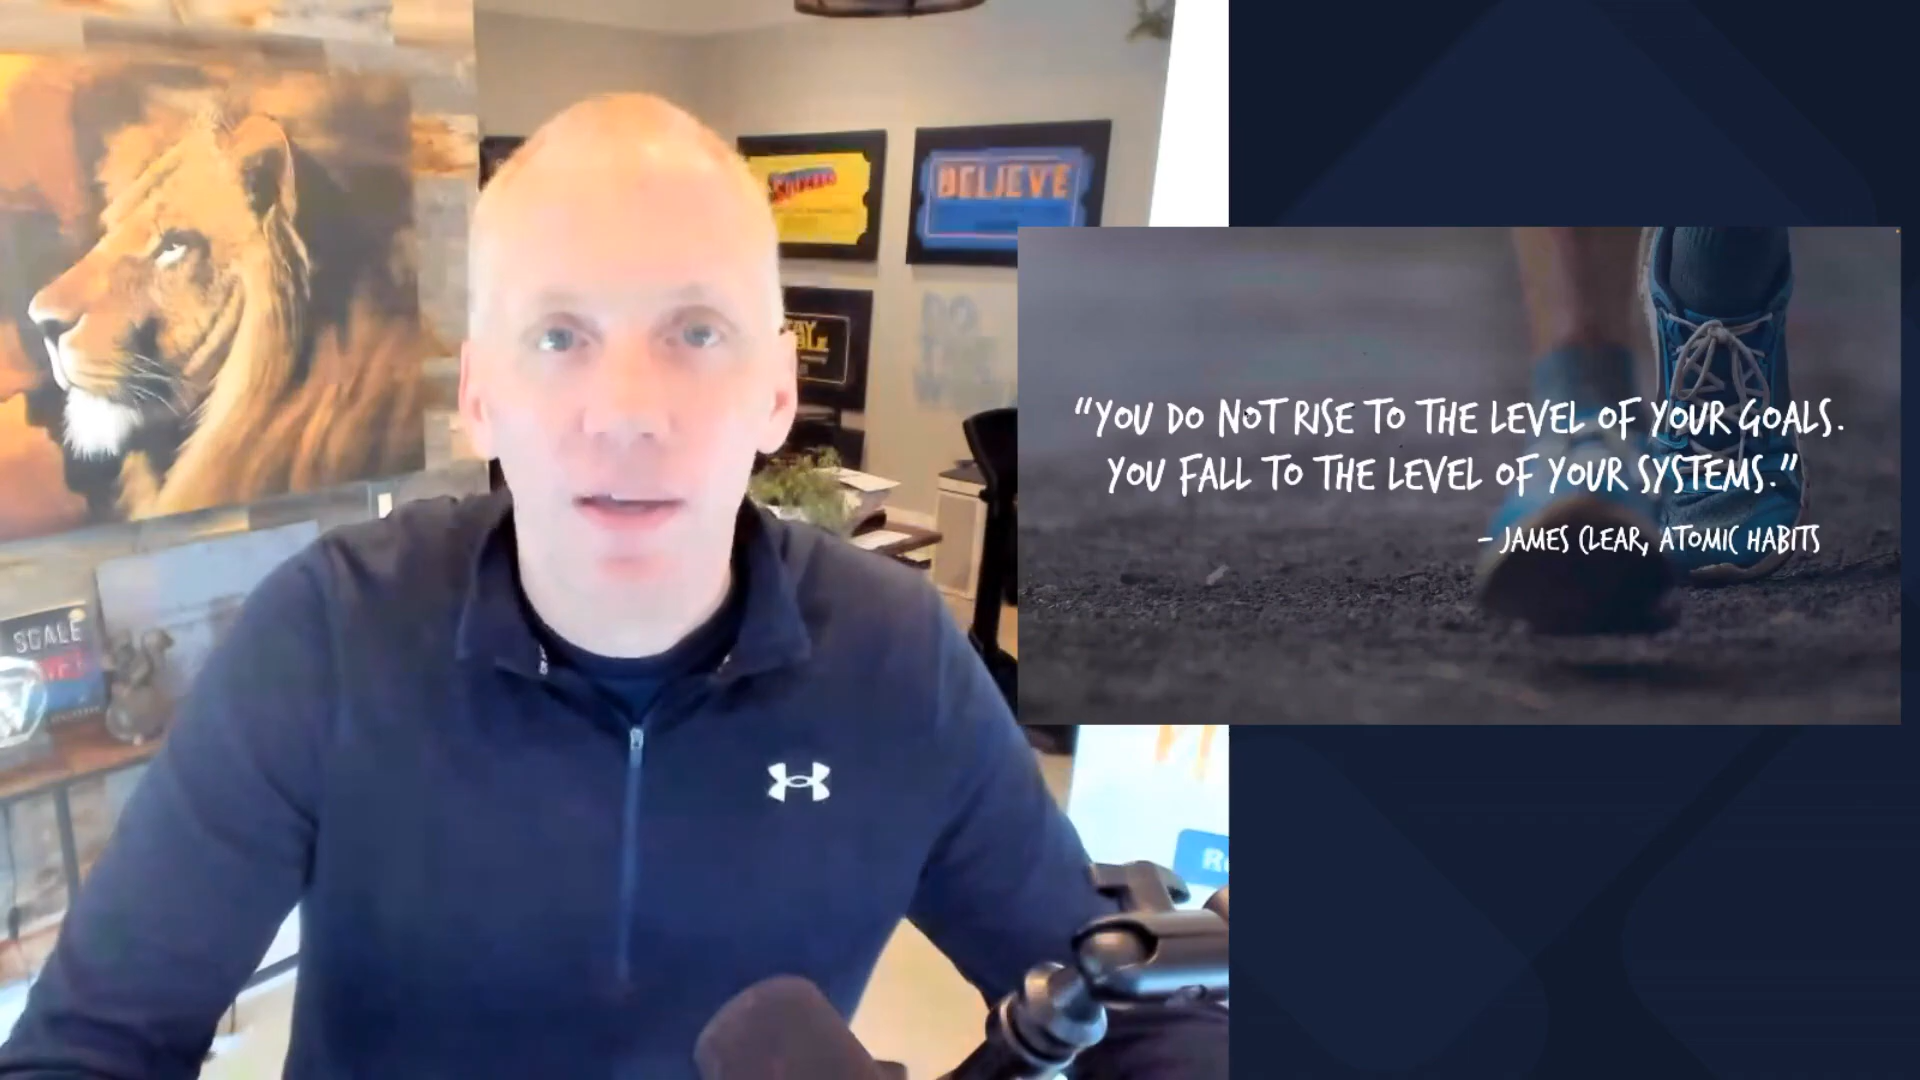 BELIEVE
"YOU DO NOT RISE TO THE LEVEL OF YOUR GOALS.
YOU FALL TO THE LEVEL OF YOUR SYSTEMS."
– JAMES CLEAR, ATOMIC HABITS
SCALE